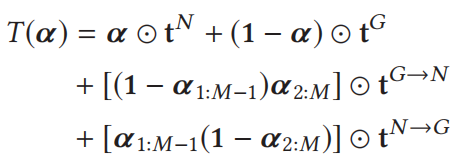 T(α) = α ⊙ t^N + (1 − α) ⊙ t^G
+ [(1 − α_{1:M−1})α_{2:M}] ⊙ t^{G→N}
+ [α_{1:M−1}(1 − α_{2:M})] ⊙ t^{N→G}